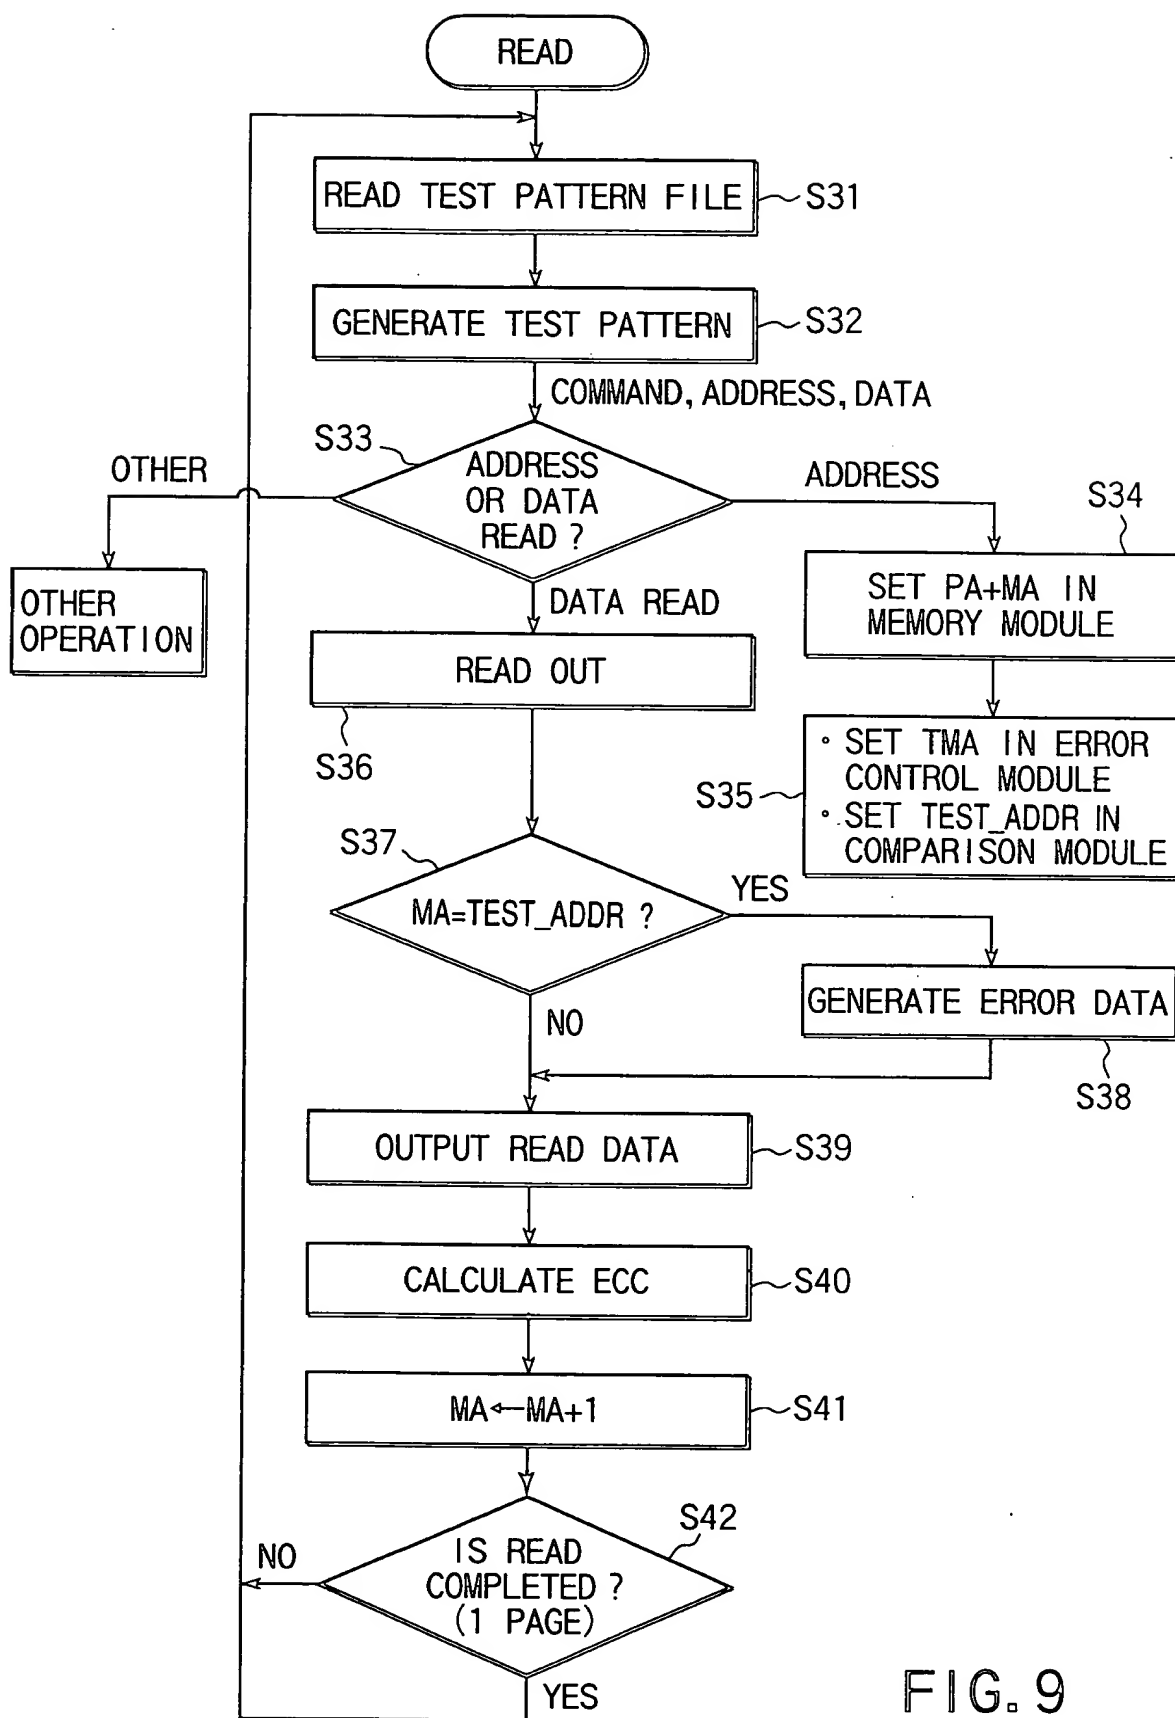 READ
READ TEST PATTERN FILE
S31
GENERATE TEST PATTERN
S32
COMMAND, ADDRESS, DATA
S33
OTHER
ADDRESS
OR DATA
READ ?
ADDRESS
S34
OTHER
OPERATION
DATA READ
SET PA+MA IN
MEMORY MODULE
READ OUT
S36
S35
° SET TMA IN ERROR
CONTROL MODULE
° SET TEST_ADDR IN
COMPARISON MODULE
S37
MA=TEST_ADDR ?
YES
NO
GENERATE ERROR DATA
S38
OUTPUT READ DATA
S39
CALCULATE ECC
S40
MA←MA+1
S41
S42
NO
IS READ
COMPLETED ?
(1 PAGE)
YES
FIG. 9